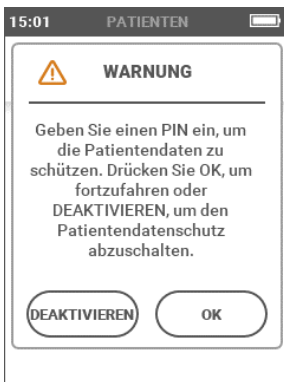 15:01 PATIENTEN
WARNUNG
Geben Sie einen PIN ein, um
die Patientendaten zu
schützen. Drücken Sie OK, um
fortzufahren oder
DEAKTIVIEREN, um den
Patientendatenschutz
abzuschalten.
DEAKTIVIEREN OK